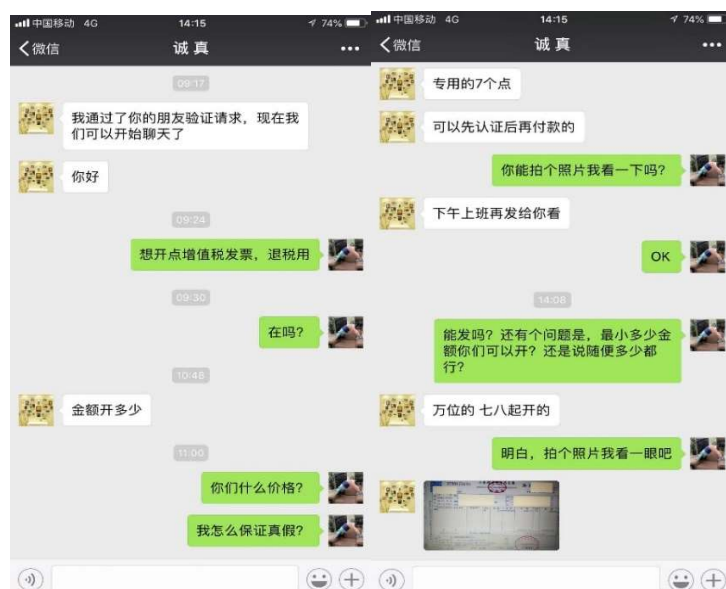 中国移动 4G 14:15 74%
微信 诚真
09:17
我通过了你的朋友验证请求，现在我
们可以开始聊天了
你好
09:24
想开点增值税发票，退税用
09:30
在吗？
10:48
金额开多少
11:00
你们什么价格？
我怎么保证真假？
中国移动 4G 14:15 74%
微信 诚真
专用的7个点
可以先认证后再付款的
你能拍个照片我看一下吗？
下午上班再发给你看
OK
14:08
能发吗？还有个问题是，最小多少金
额你们可以开？还是说随便多少都
行？
万位的 七八起开的
明白，拍个照片我看一眼吧